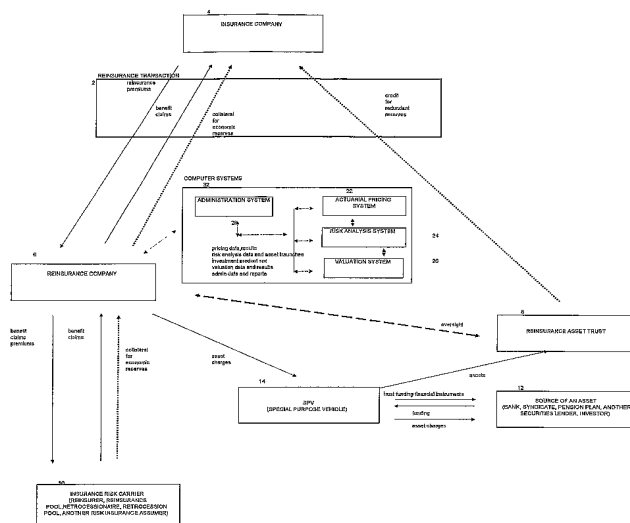 4
INSURANCE COMPANY
REINSURANCE TRANSACTION
2
reinsurance
premiums
benefit
claims
collateral
for
economic
reserves
credit
for
redundant
reserves
COMPUTER SYSTEMS
32
ADMINISTRATION SYSTEM
28
22
ACTUARIAL PRICING
SYSTEM
RISK ANALYSIS SYSTEM
24
VALUATION SYSTEM
26
pricing data, results
risk analysis data and asset tranches
investment product net
valuation data and results
admin data and reports
6
REINSURANCE COMPANY
benefit
claims
premiums
benefit
claims
collateral
for
economic
reserves
asset
charges
oversight
8
REINSURANCE ASSET TRUST
assets
14
SPV
(SPECIAL PURPOSE VEHICLE)
trust funding financial instruments
funding
asset charges
12
SOURCE OF AN ASSET
(BANK, SYNDICATE, PENSION PLAN, ANOTHER
SECURITIES LENDER, INVESTOR)
INSURANCE RISK CARRIER
(REINSURER, REINSURANCE
POOL, RETROCESSIONAIRE, RETROCESSION
POOL, ANOTHER RISK INSURANCE ASSUMER)